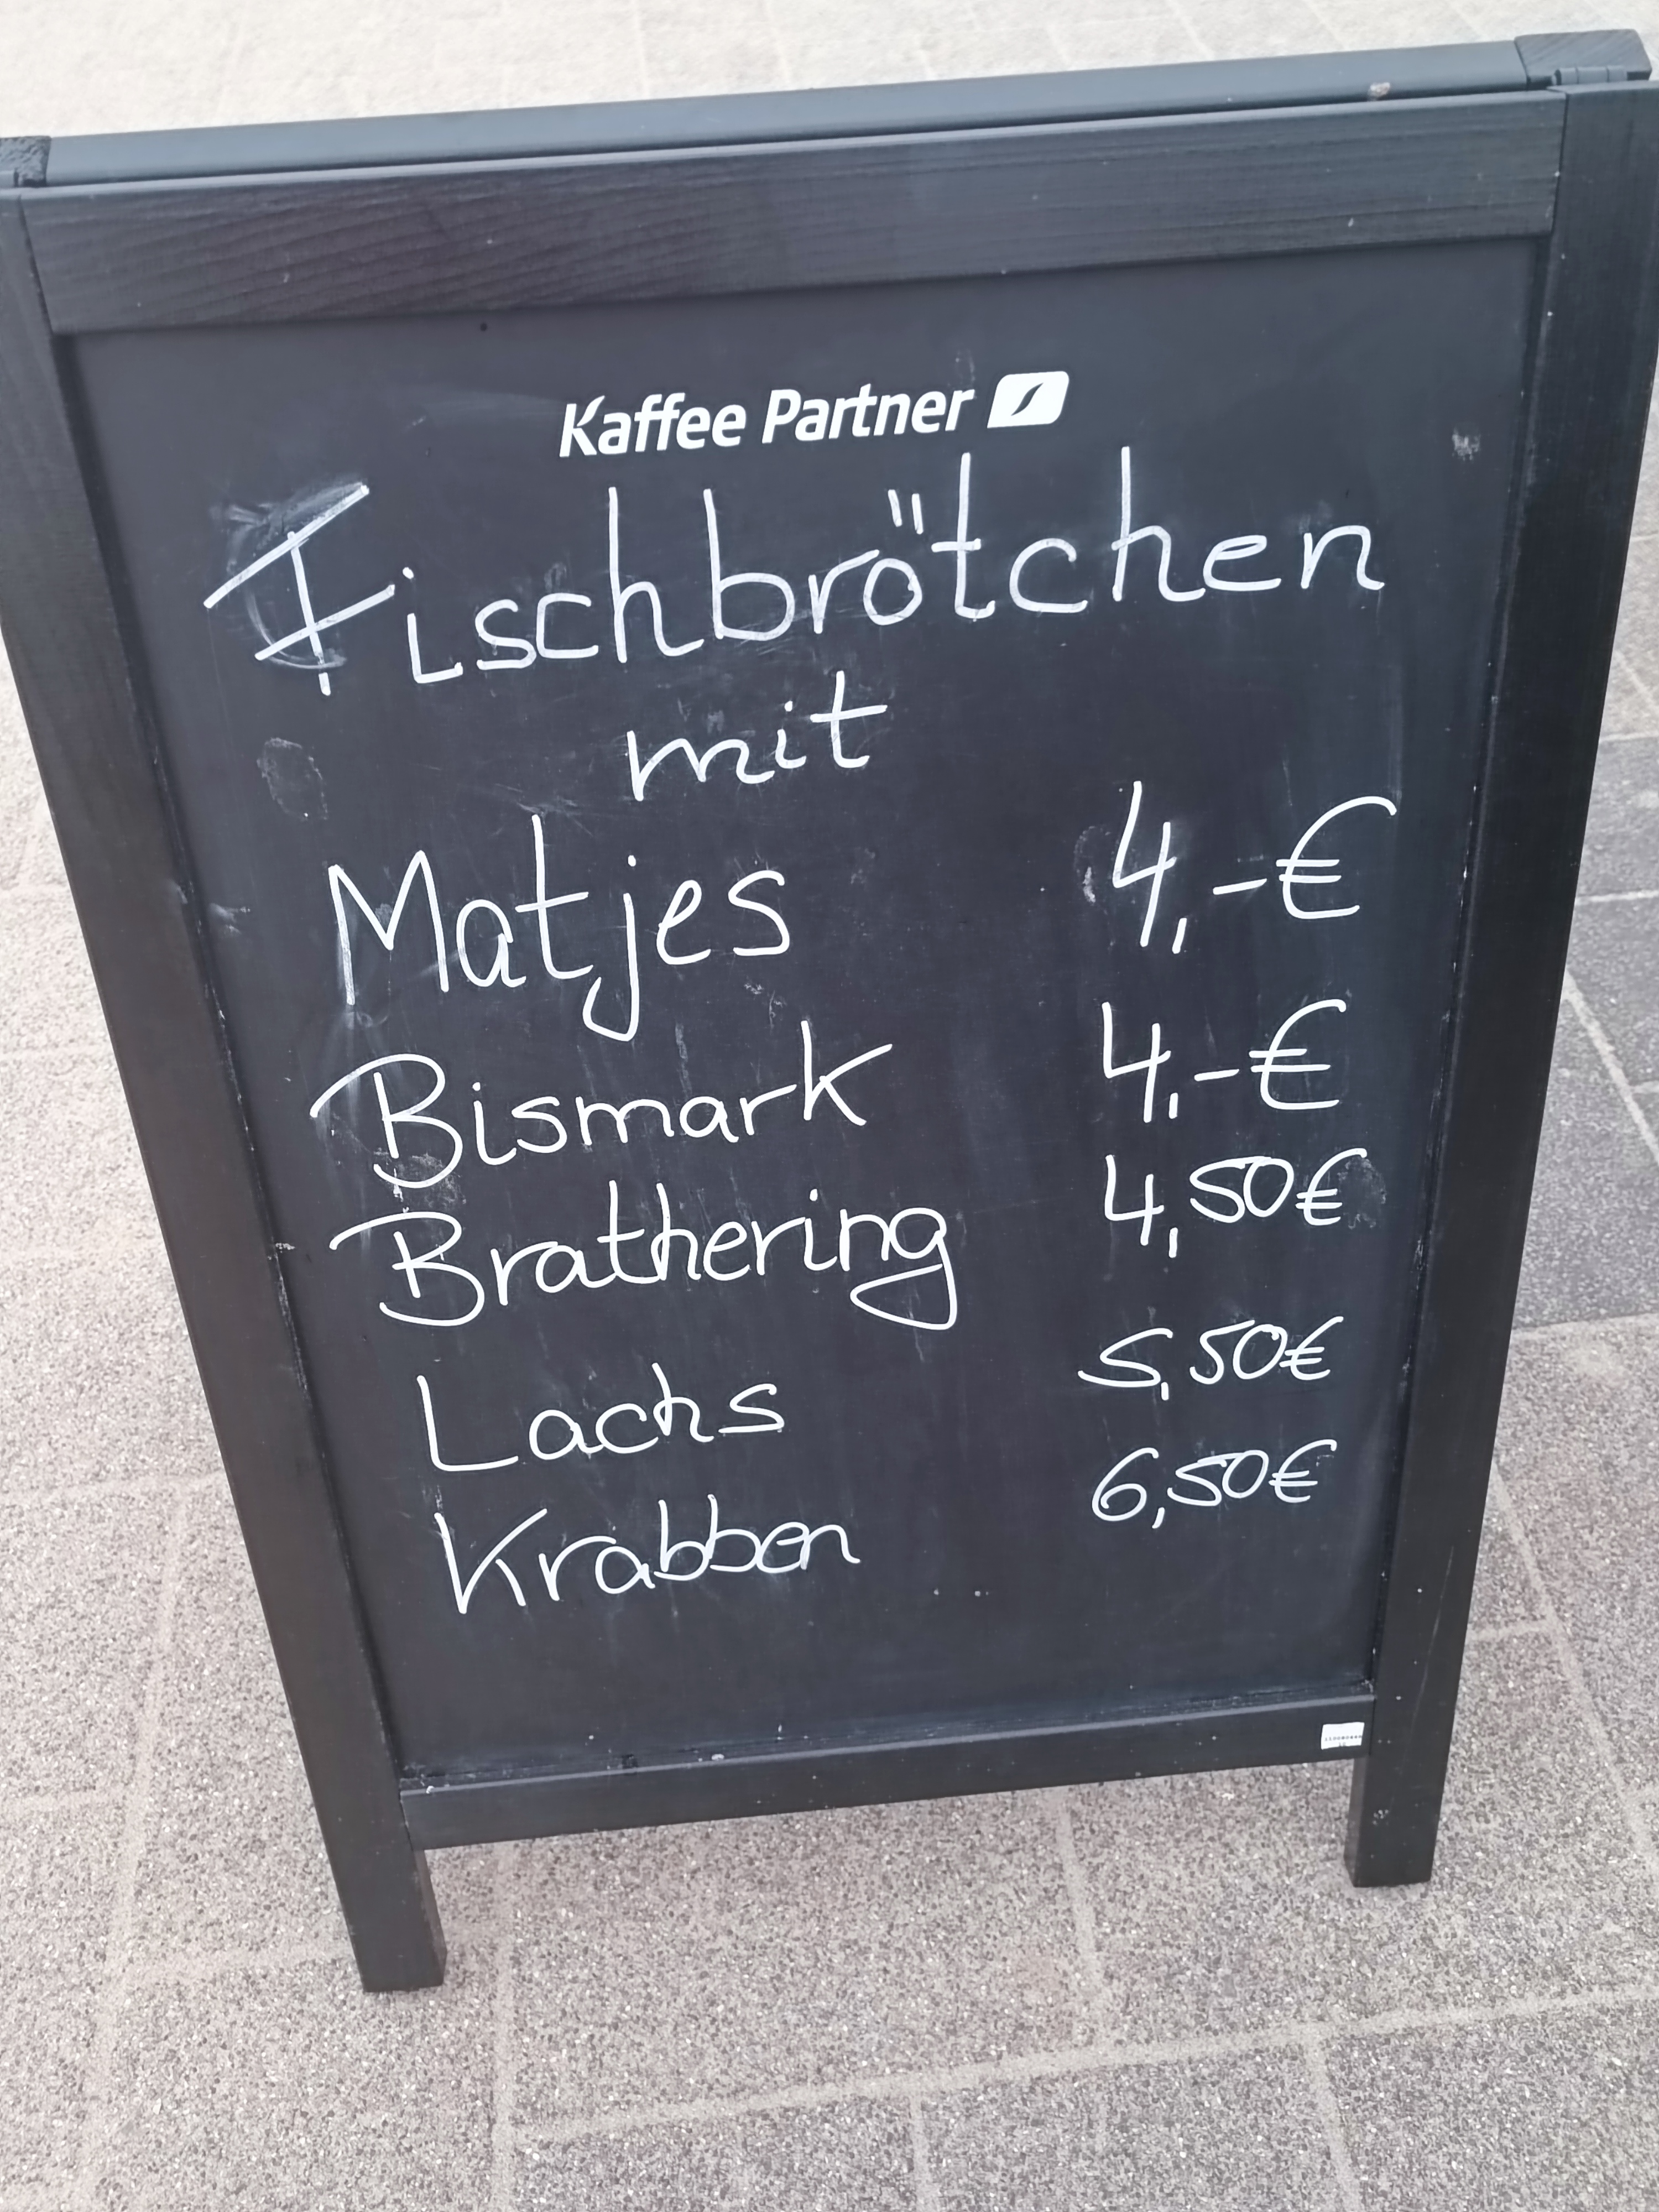 Kaffee Partner
Fischbrötchen
mit
Matjes 4,-€
Bismark 4,-€
Brathering 4,50€
Lachs 5,50€
Krabben 6,50€